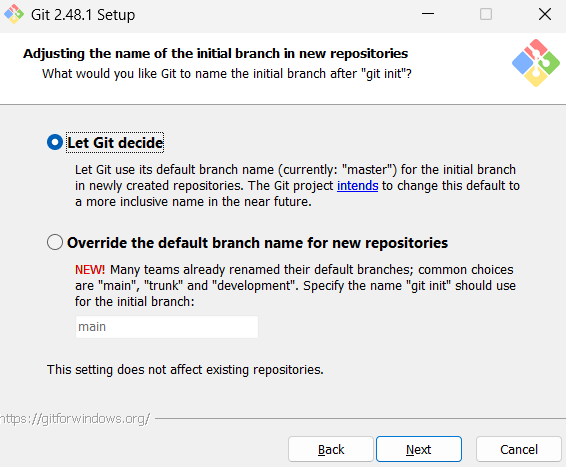 Git 2.48.1 Setup
Adjusting the name of the initial branch in new repositories
What would you like Git to name the initial branch after "git init"?
Let Git decide
Let Git use its default branch name (currently: "master") for the initial branch
in newly created repositories. The Git project intends to change this default to
a more inclusive name in the near future.
Override the default branch name for new repositories
NEW! Many teams already renamed their default branches; common choices
are "main", "trunk" and "development". Specify the name "git init" should use
for the initial branch:
main
This setting does not affect existing repositories.
https://gitforwindows.org/
Back Next Cancel